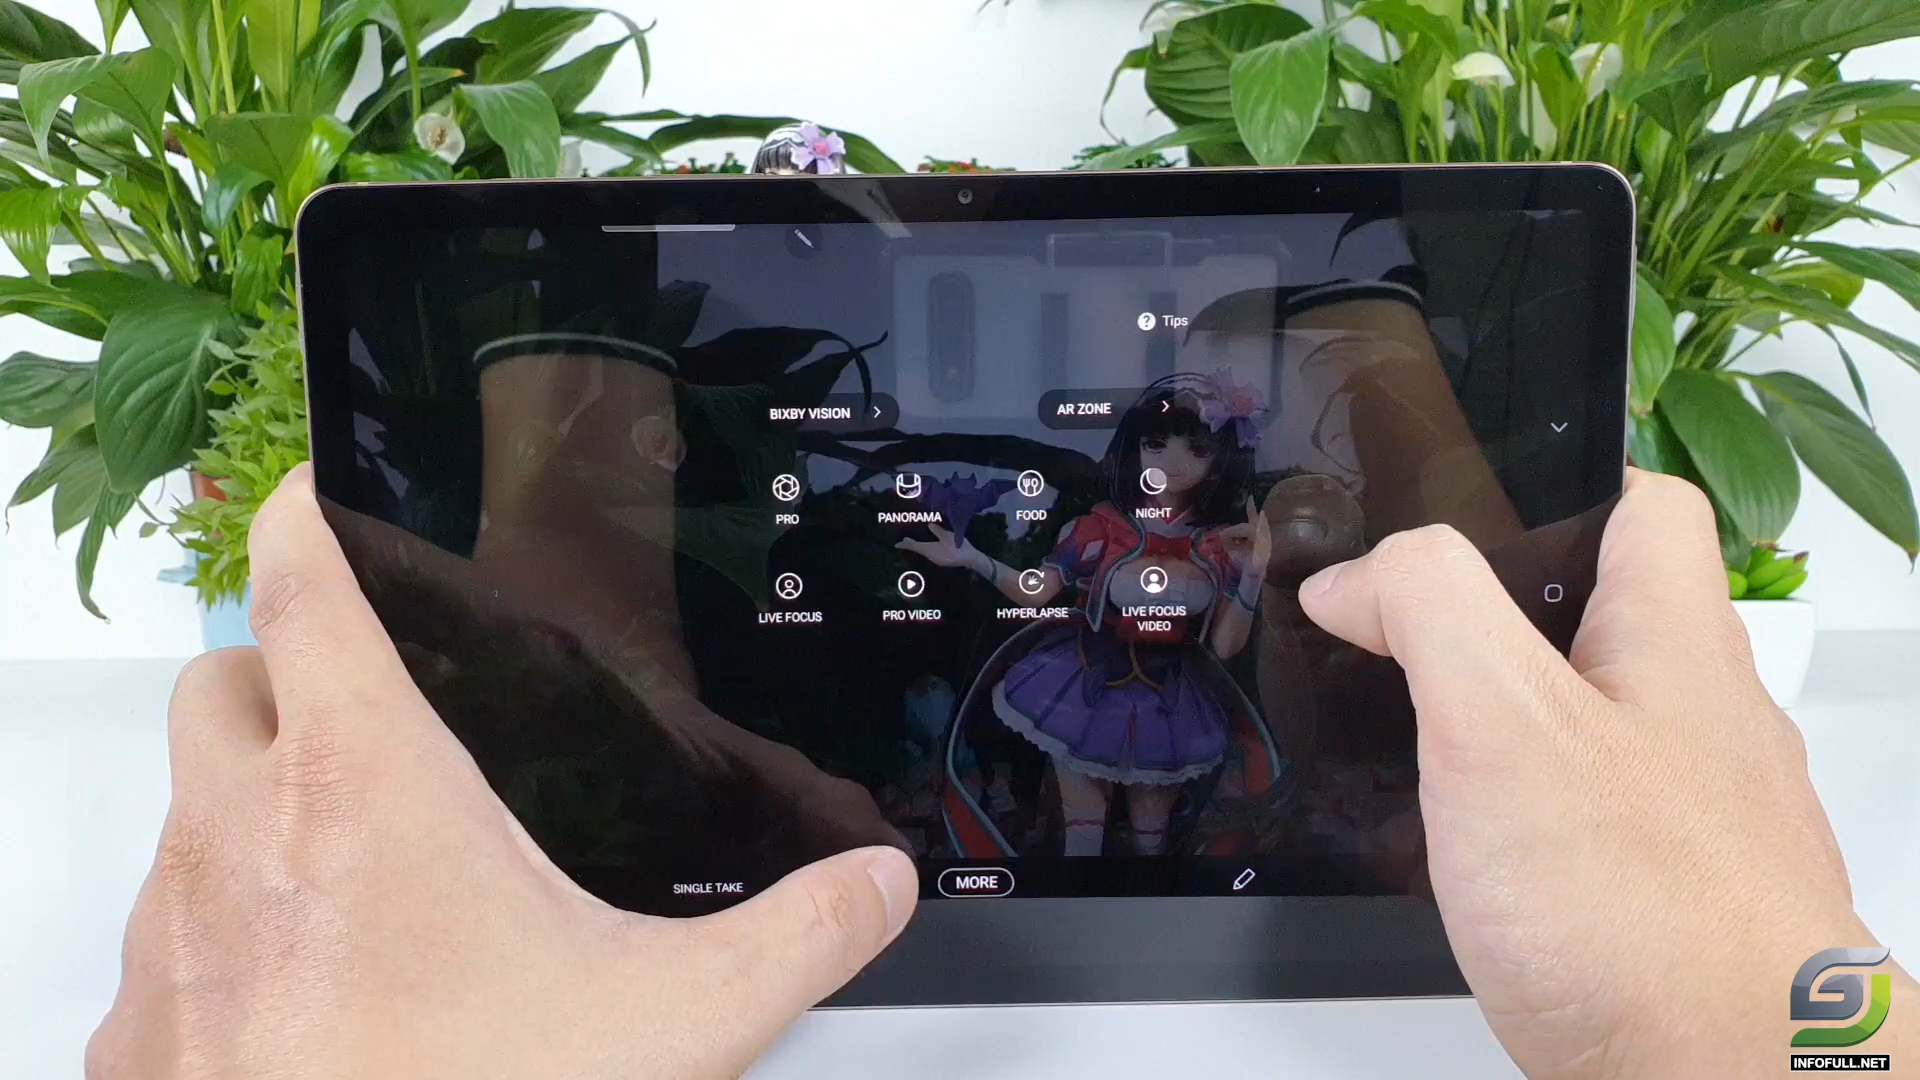 Tips
BIXBY VISION
AR ZONE
PRO
PANORAMA
FOOD
NIGHT
LIVE FOCUS
PRO VIDEO
HYPERLAPSE
LIVE FOCUS
VIDEO
SINGLE TAKE
MORE
INFOFULL.NET